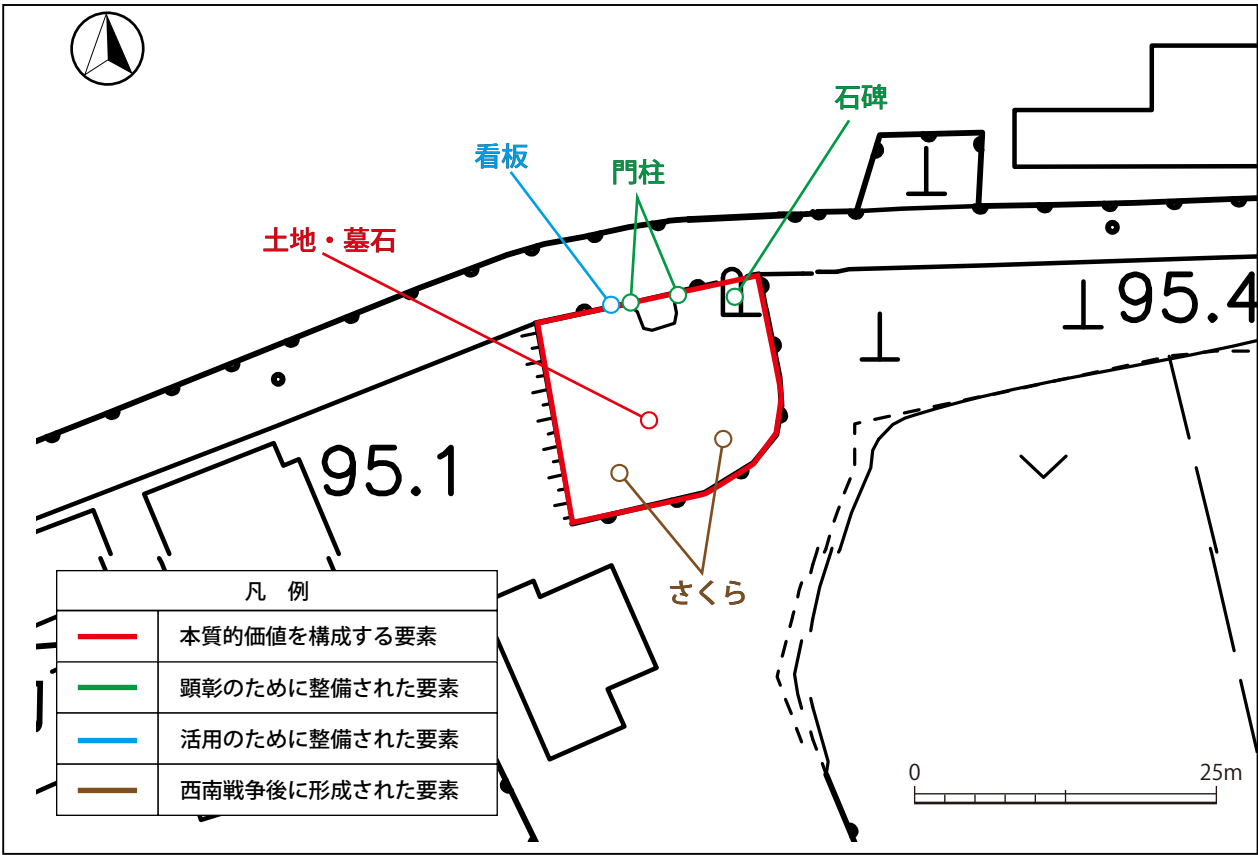 石碑
看板
門柱
土地・墓石
95.4
95.1
さくら
凡 例
本質的価値を構成する要素
顕彰のために整備された要素
活用のために整備された要素
西南戦争後に形成された要素
0 25m